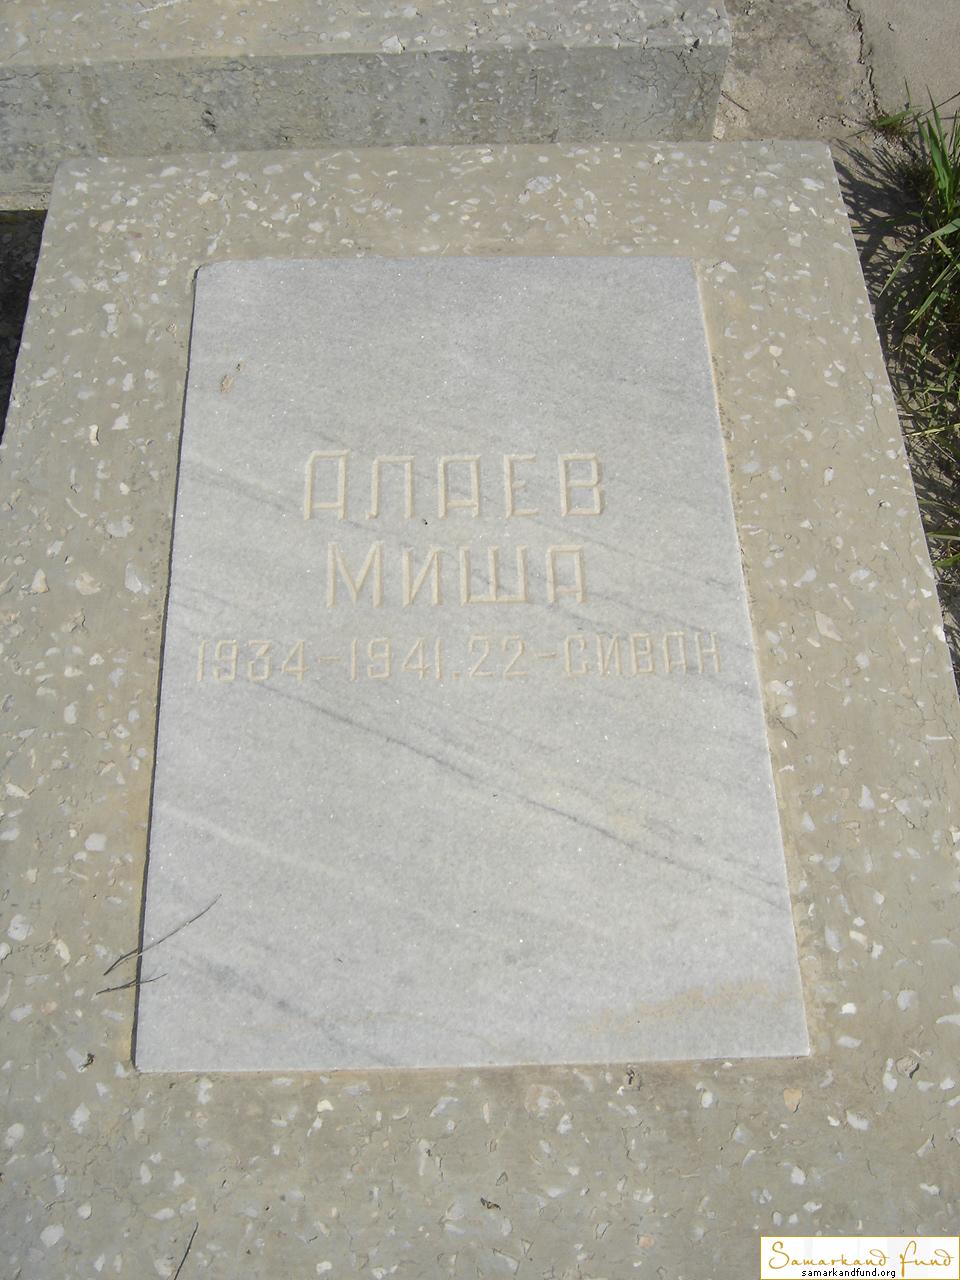 АЛАЕВ
МИША
1934-1941.22-СИВАН
Samarkand fund
samarkandfund.org